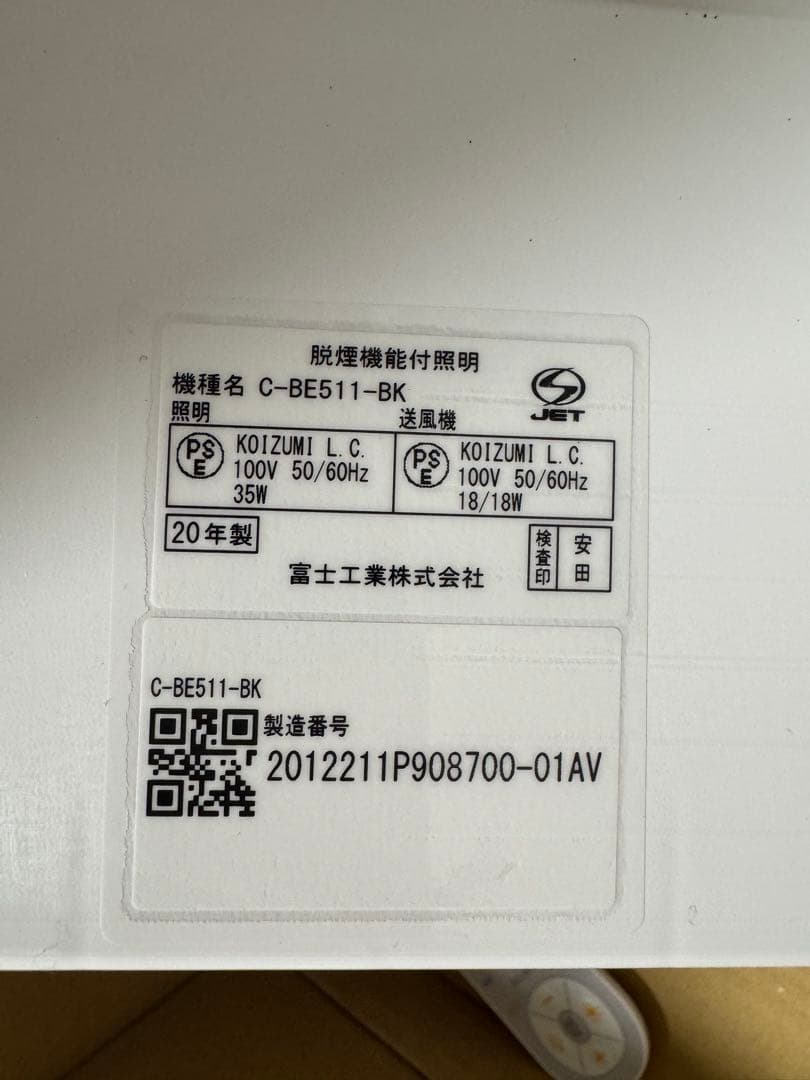 脱煙機能付照明
機種名 C-BE511-BK
JET
照明
送風機
PSE KOIZUMI L.C.
100V 50/60Hz
35W
PSE KOIZUMI L.C.
100V 50/60Hz
18/18W
20年製
検査印
安田
富士工業株式会社
C-BE511-BK
製造番号
2012211P908700-01AV